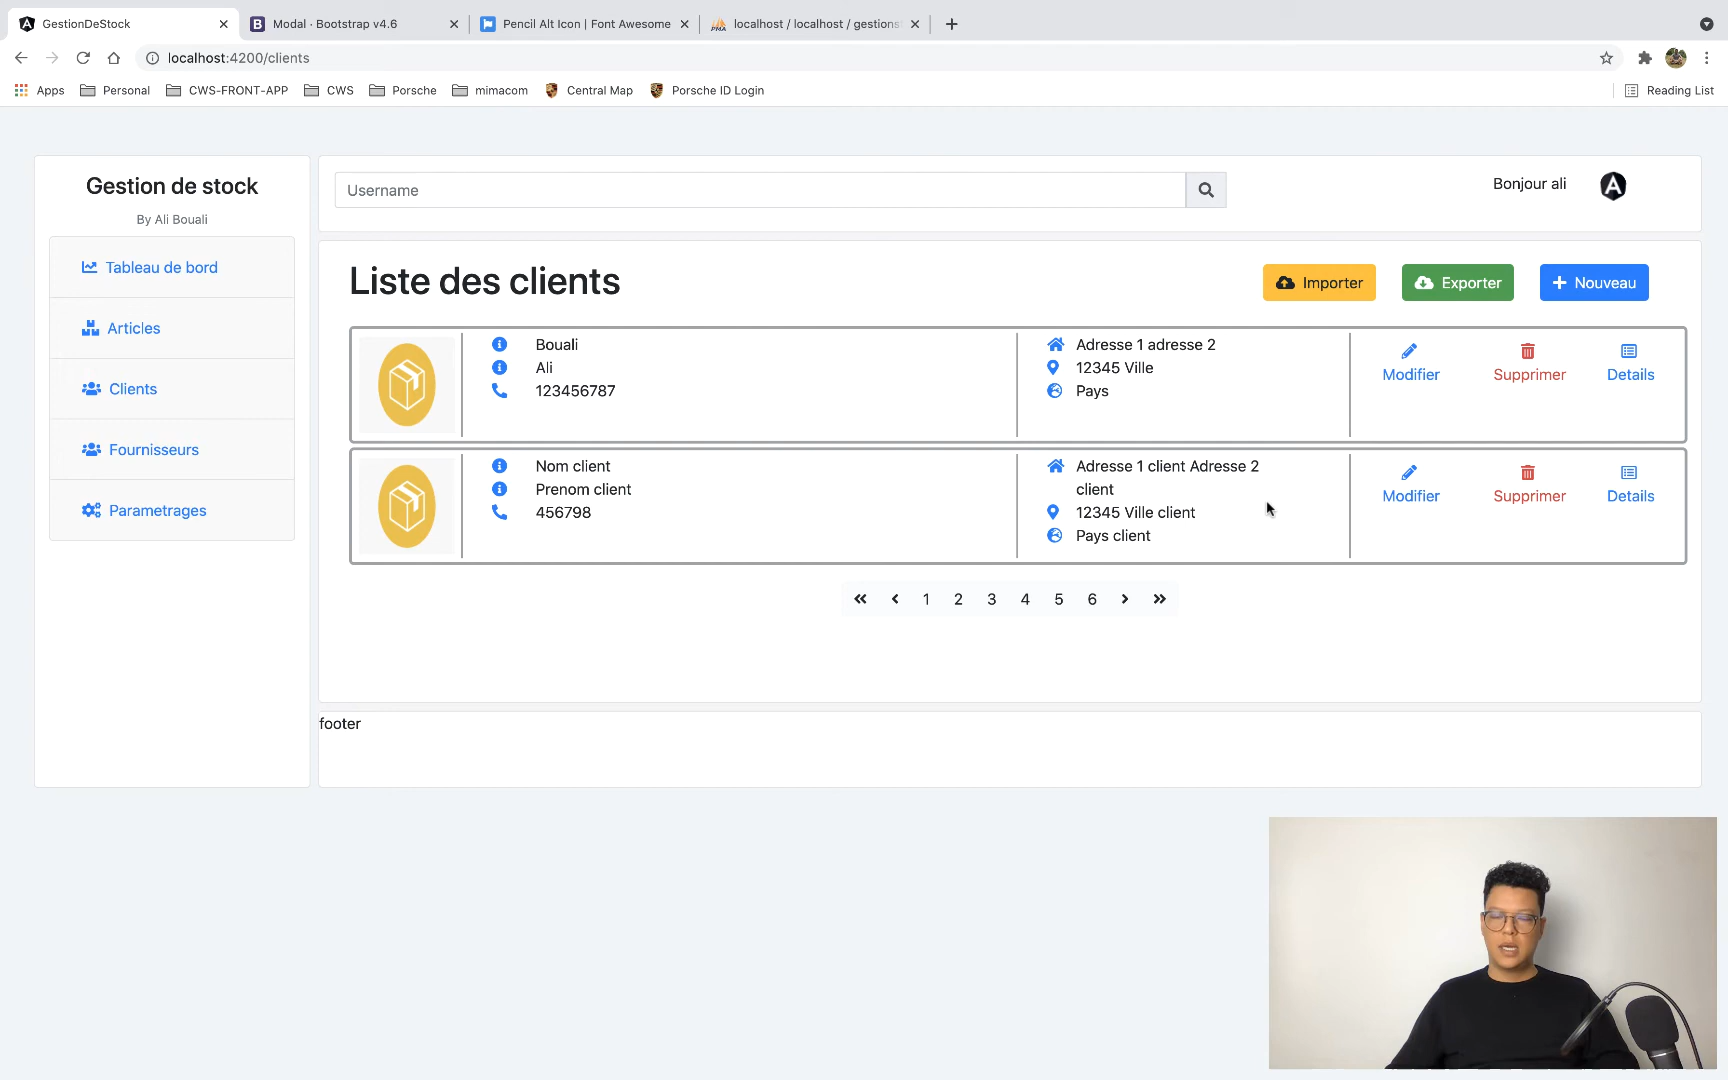 GestionDeStock
Modal · Bootstrap v4.6
Pencil Alt Icon | Font Awesome
localhost / localhost / gestions
localhost:4200/clients
Apps Personal CWS-FRONT-APP CWS Porsche mimacom Central Map Porsche ID Login Reading List
Gestion de stock
By Ali Bouali
Tableau de bord
Articles
Clients
Fournisseurs
Parametrages
Username
Bonjour ali
Liste des clients
Importer
Exporter
Nouveau
Bouali
Ali
123456787
Adresse 1 adresse 2
12345 Ville
Pays
Modifier
Supprimer
Details
Nom client
Prenom client
456798
Adresse 1 client Adresse 2
client
12345 Ville client
Pays client
Modifier
Supprimer
Details
1 2 3 4 5 6
footer